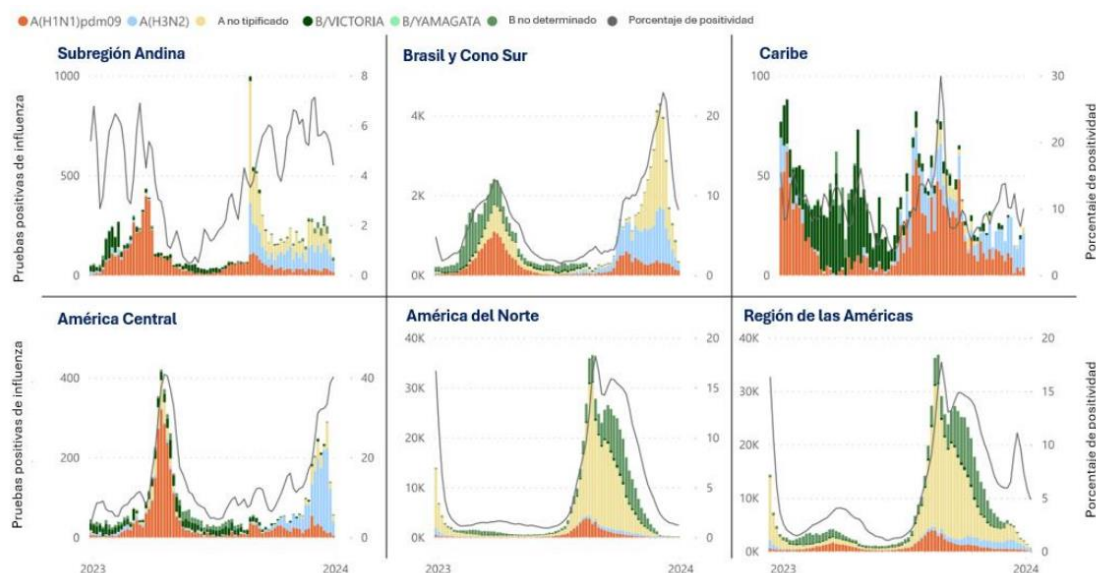 A(H1N1)pdm09 A(H3N2) A no tipificado B/VICTORIA B/YAMAGATA B no determinado Porcentaje de positividad
Subregión Andina
Brasil y Cono Sur
Caribe
Pruebas positivas de influenza
1000
500
0
8
6
4
2
0
4K
2K
0
20
10
0
100
50
0
30
20
10
0
Porcentaje de positividad
América Central
América del Norte
Región de las Américas
Pruebas positivas de influenza
400
200
0
40
20
0
40K
30K
20K
10K
0K
20
15
10
5
0
40K
30K
20K
10K
0K
20
15
10
5
0
Porcentaje de positividad
2023 2024 2023 2024 2023 2024